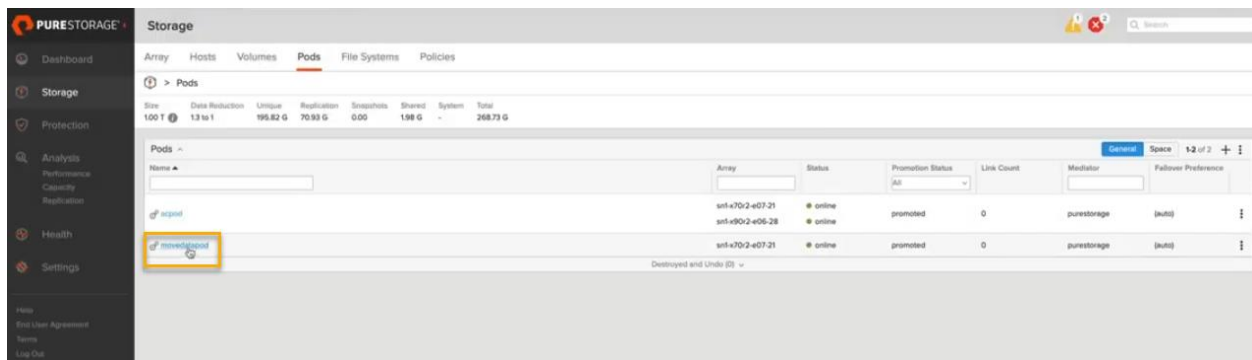 PURESTORAGE
Storage
Search
Dashboard
Storage
Protection
Analysis
Performance
Capacity
Replication
Health
Settings
Help
End User Agreement
Terms
Log Out
Array Hosts Volumes Pods File Systems Policies
> Pods
Size Data Reduction Unique Replication Snapshots Shared System Total
1.00 T 1.3 to 1 195.82 G 70.93 G 0.00 1.98 G - 268.73 G
Pods
General Space 1-2 of 2
Name Array Status Promotion Status Link Count Mediator Failover Preference
All
acpod sn1-x70r2-e07-21 online promoted 0 purestorage (auto)
sn1-x90r2-e06-28 online
movedatapod sn1-x70r2-e07-21 online promoted 0 purestorage (auto)
Destroyed and Undo (0)